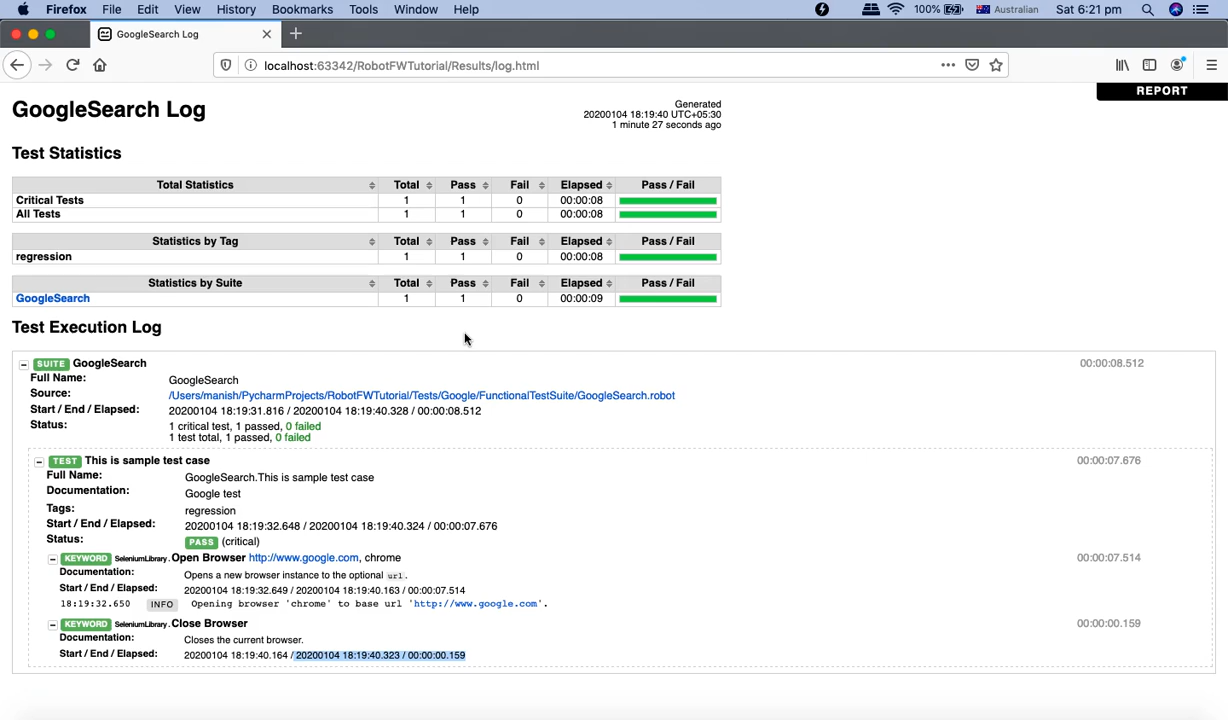 Firefox File Edit View History Bookmarks Tools Window Help 100% Australian Sat 6:21 pm
GoogleSearch Log
localhost:63342/RobotFWTutorial/Results/log.html
REPORT
GoogleSearch Log
Generated
20200104 18:19:40 UTC+05:30
1 minute 27 seconds ago
Test Statistics
Total Statistics Total Pass Fail Elapsed Pass / Fail
Critical Tests 1 1 0 00:00:08
All Tests 1 1 0 00:00:08
Statistics by Tag Total Pass Fail Elapsed Pass / Fail
regression 1 1 0 00:00:08
Statistics by Suite Total Pass Fail Elapsed Pass / Fail
GoogleSearch 1 1 0 00:00:09
Test Execution Log
SUITE GoogleSearch 00:00:08.512
Full Name: GoogleSearch
Source: /Users/manish/PycharmProjects/RobotFWTutorial/Tests/Google/FunctionalTestSuite/GoogleSearch.robot
Start / End / Elapsed: 20200104 18:19:31.816 / 20200104 18:19:40.328 / 00:00:08.512
Status: 1 critical test, 1 passed, 0 failed
1 test total, 1 passed, 0 failed
TEST This is sample test case 00:00:07.676
Full Name: GoogleSearch.This is sample test case
Documentation: Google test
Tags: regression
Start / End / Elapsed: 20200104 18:19:32.648 / 20200104 18:19:40.324 / 00:00:07.676
Status: PASS (critical)
KEYWORD SeleniumLibrary.Open Browser http://www.google.com, chrome 00:00:07.514
Documentation: Opens a new browser instance to the optional url.
Start / End / Elapsed: 20200104 18:19:32.649 / 20200104 18:19:40.163 / 00:00:07.514
18:19:32.650 INFO Opening browser 'chrome' to base url 'http://www.google.com'.
KEYWORD SeleniumLibrary.Close Browser 00:00:00.159
Documentation: Closes the current browser.
Start / End / Elapsed: 20200104 18:19:40.164 / 20200104 18:19:40.323 / 00:00:00.159